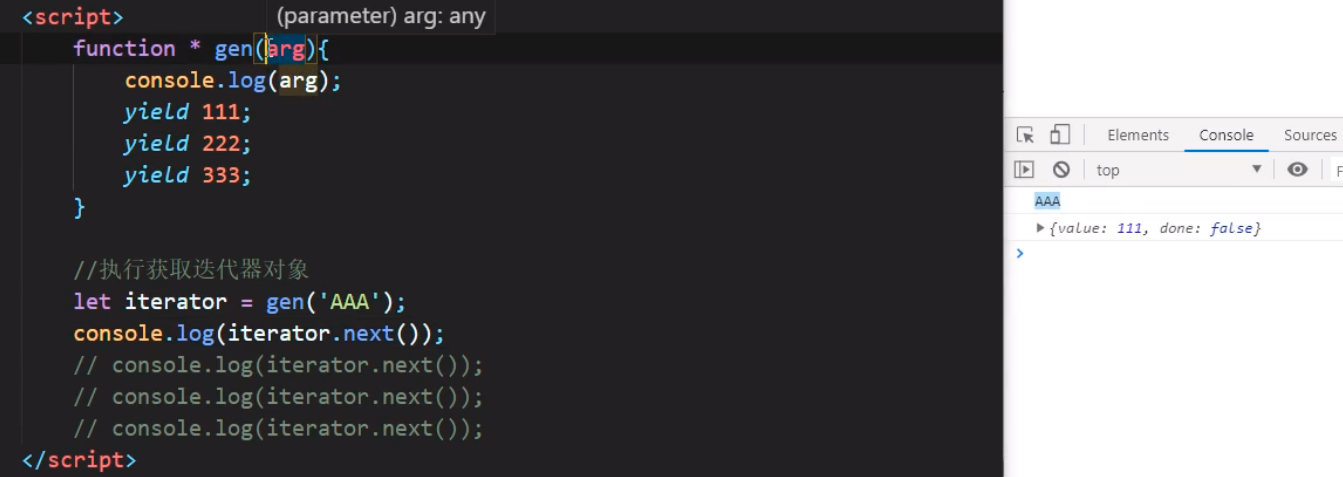 <script>
(parameter) arg: any
function * gen(arg){
console.log(arg);
yield 111;
yield 222;
yield 333;
}
//执行获取迭代器对象
let iterator = gen('AAA');
console.log(iterator.next());
// console.log(iterator.next());
// console.log(iterator.next());
// console.log(iterator.next());
</script>
Elements Console Sources
top
AAA
{value: 111, done: false}